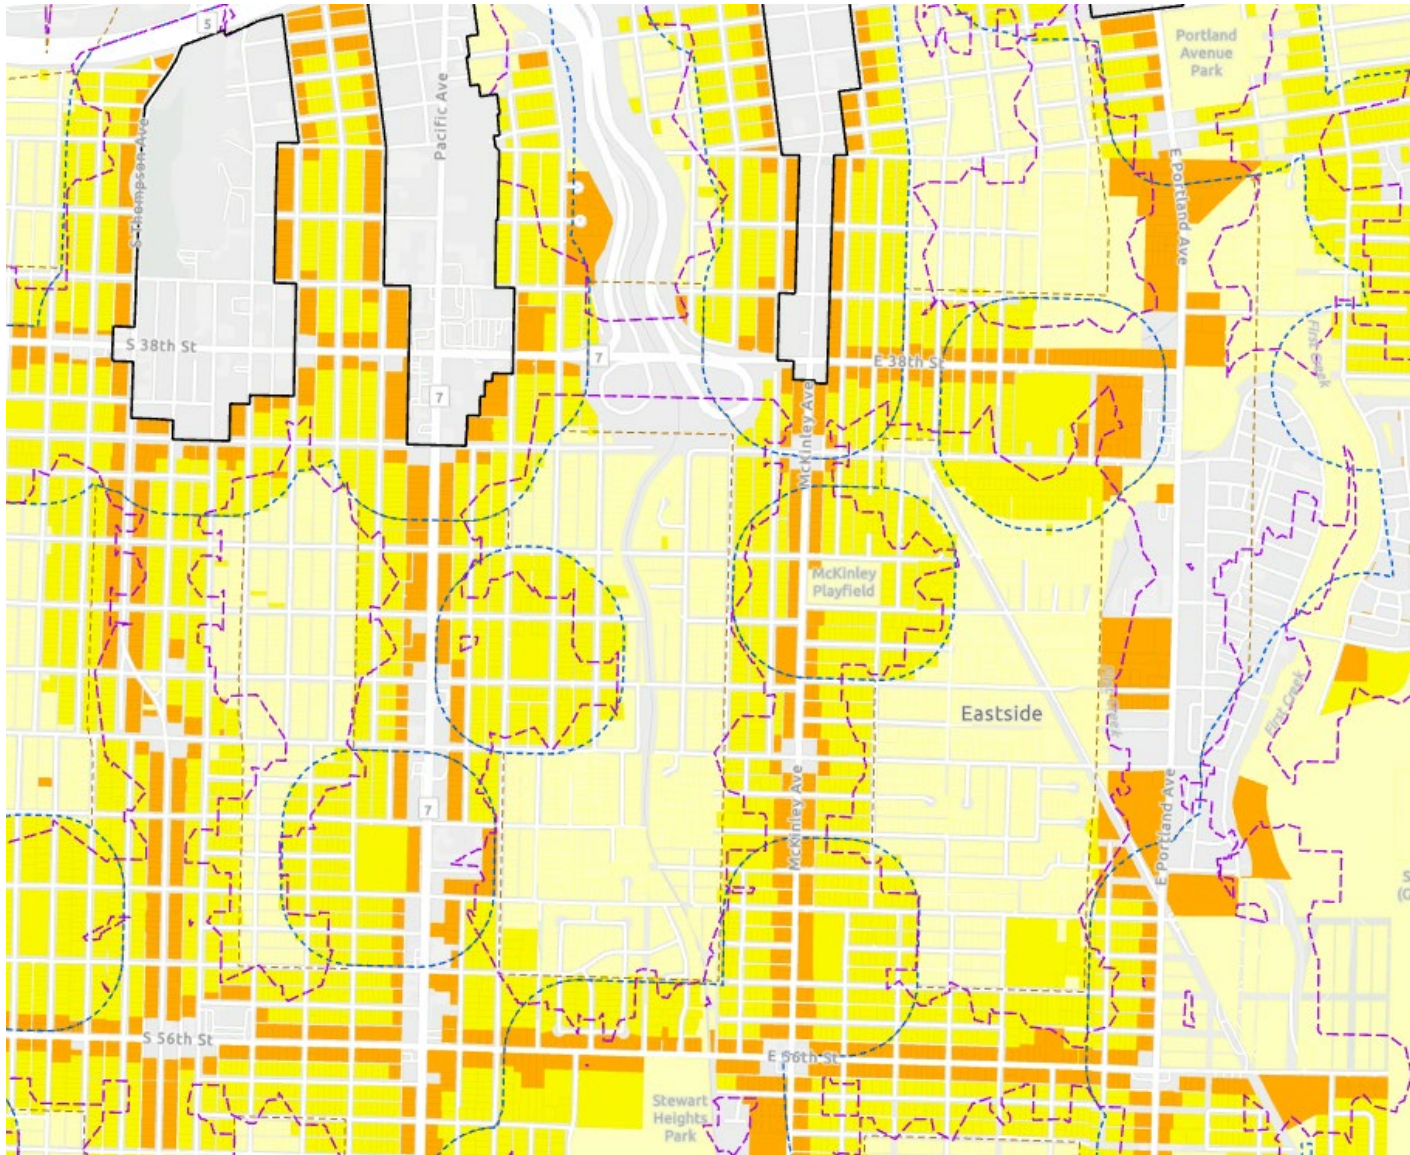 5
Portland
Avenue
Park
Pacific Ave
S Thompson Ave
E Portland Ave
S 38th St
7
E 38th St
First Creek
7
McKinley Ave
McKinley
Playfield
Eastside
First Creek
7
McKinley Ave
E Portland Ave
S
(G
S 56th St
E 56th St
Stewart
Heights
Park